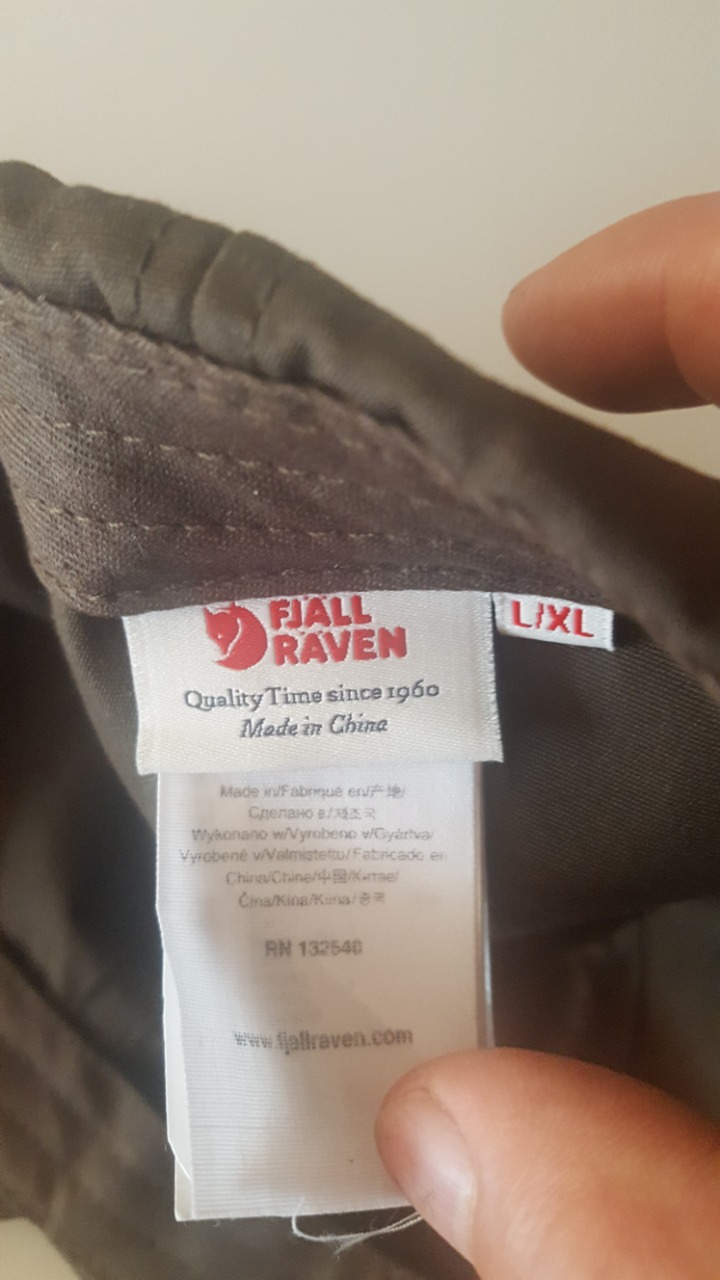 FJÄLL
RÄVEN
L/XL
Quality Time since 1960
Made in China
Made in/Fabriqué en/产地/
Сделано в/제조국
Wykonano w/Vyrobeno v/Gyártva/
Vyrobené v/Valmistettu/Fabricado en
China/Chine/中国/Китае/
Čína/Kina/Kiina/중국
RN 132540
www.fjallraven.com